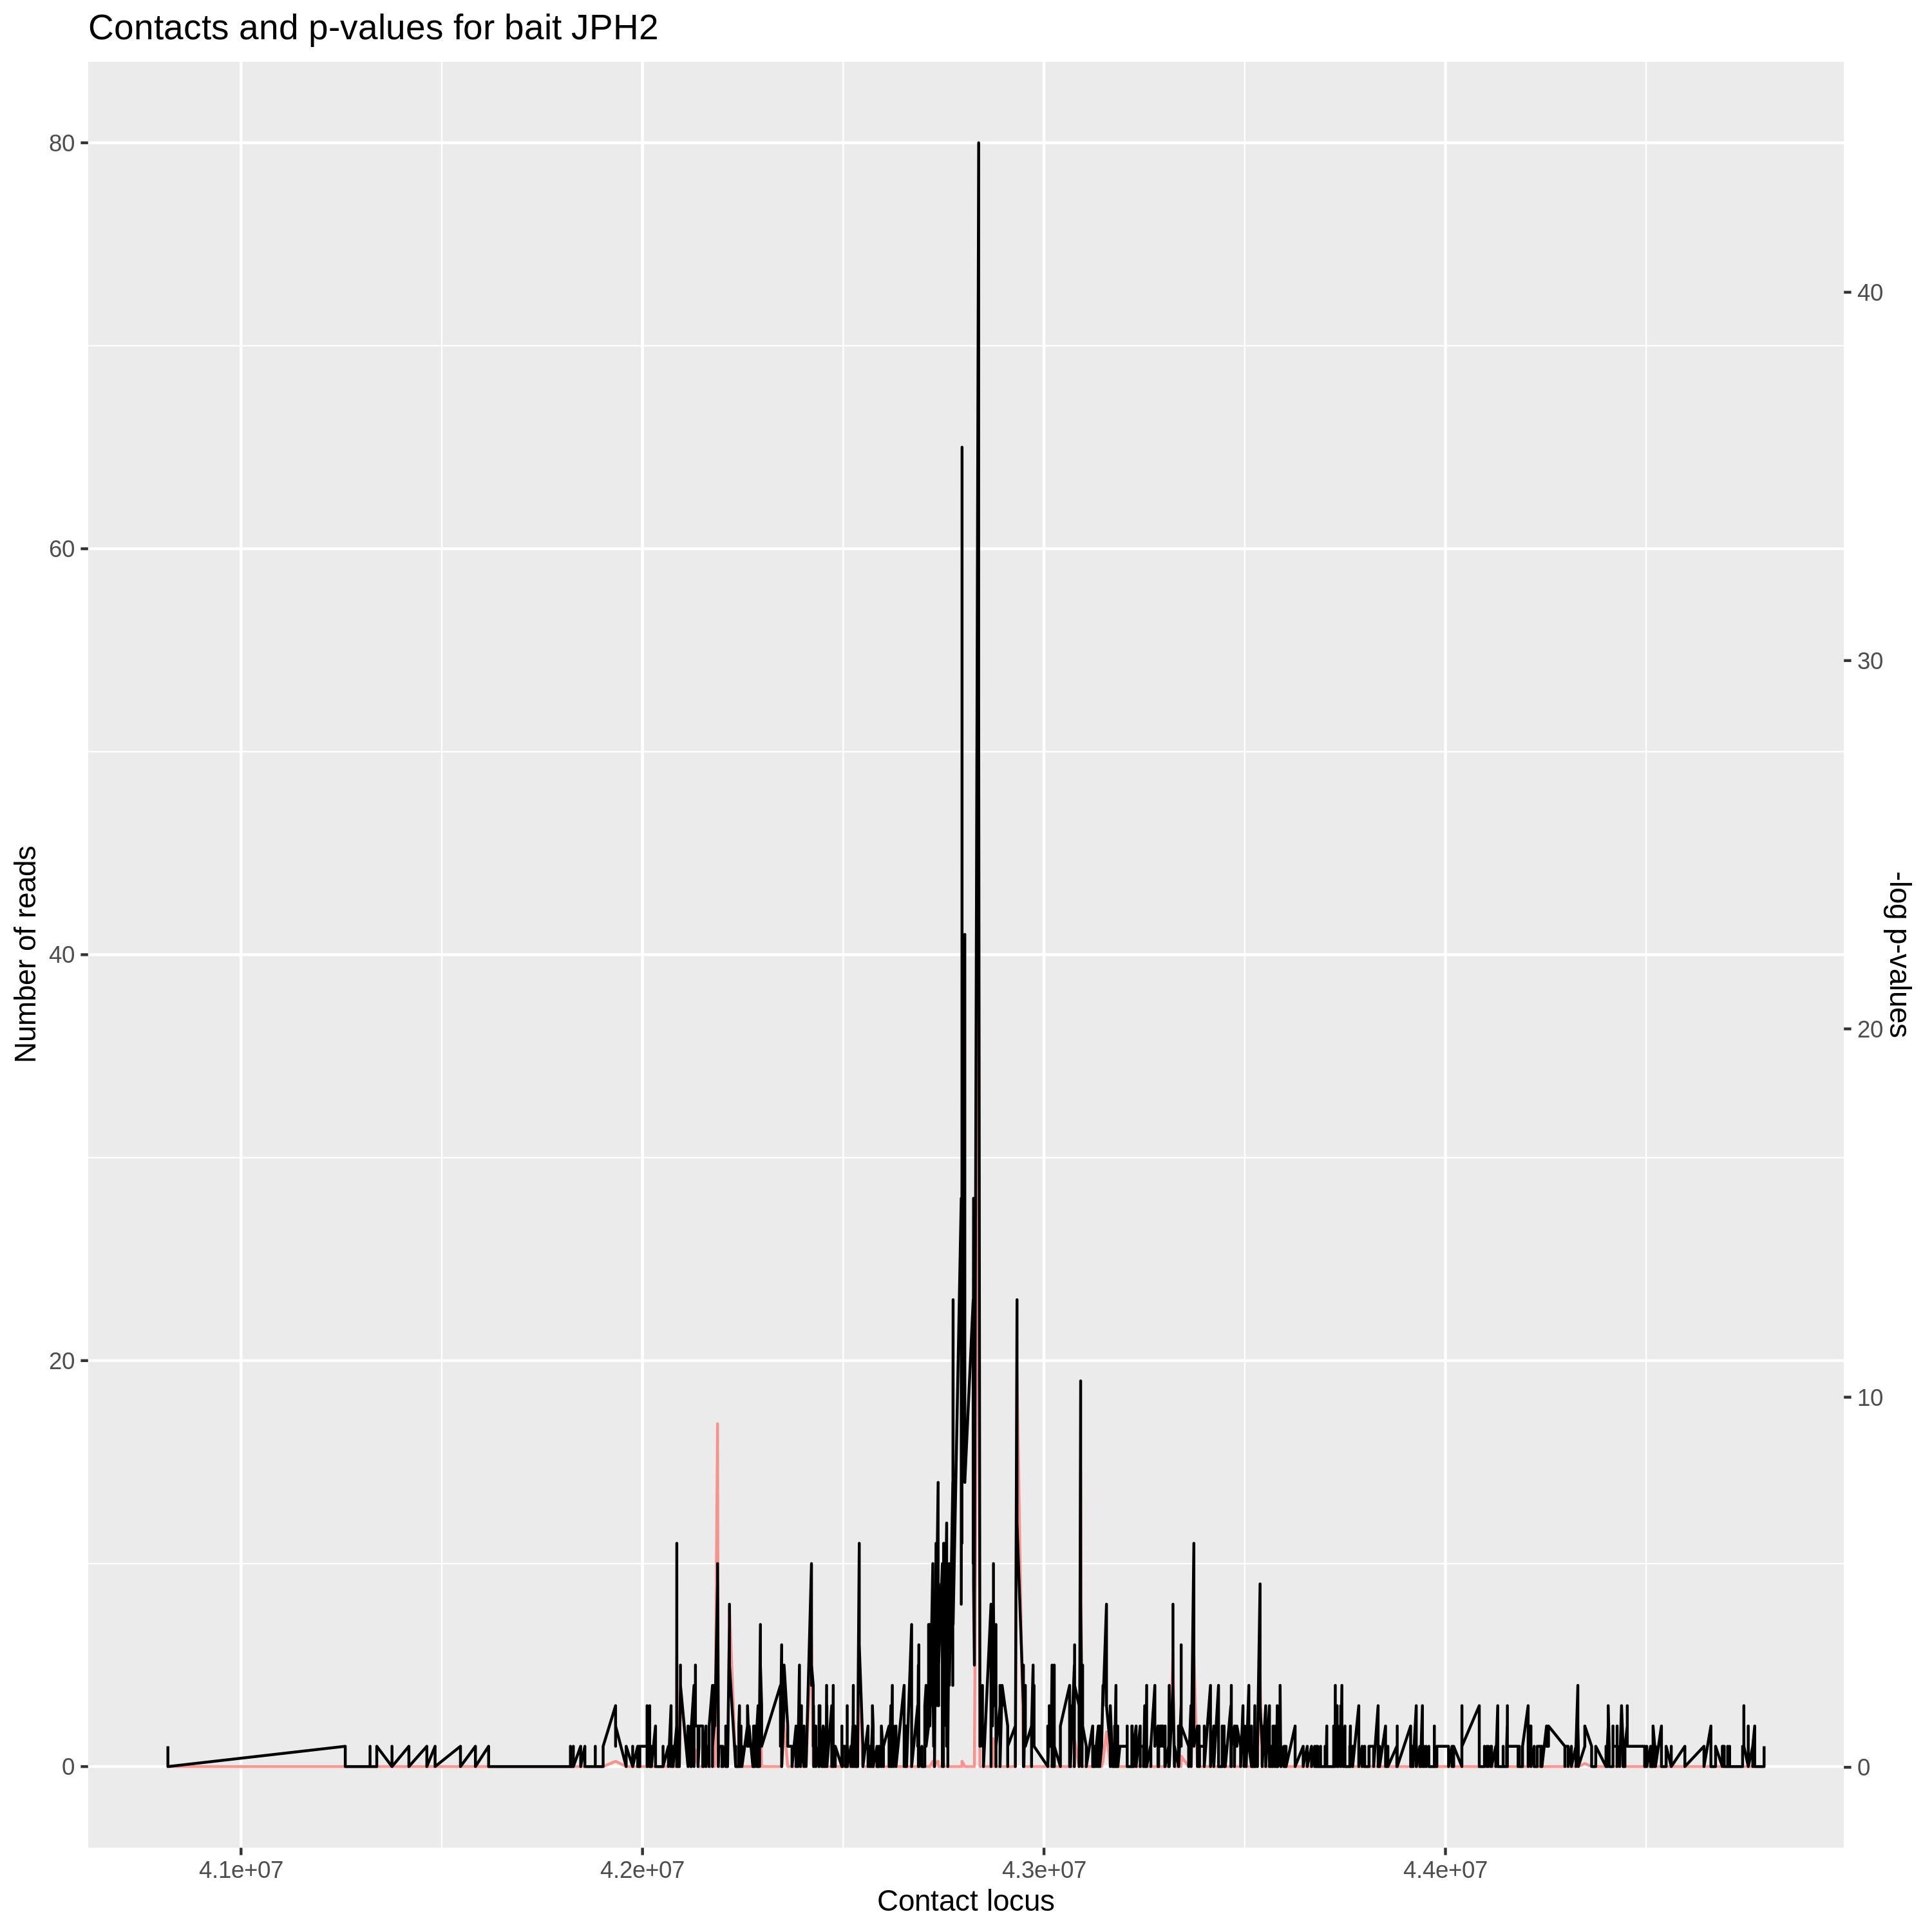 Contacts and p-values for bait JPH2
80
60
40
20
0
Number of reads
40
30
20
10
0
-log p-values
4.1e+07
4.2e+07
4.3e+07
4.4e+07
Contact locus